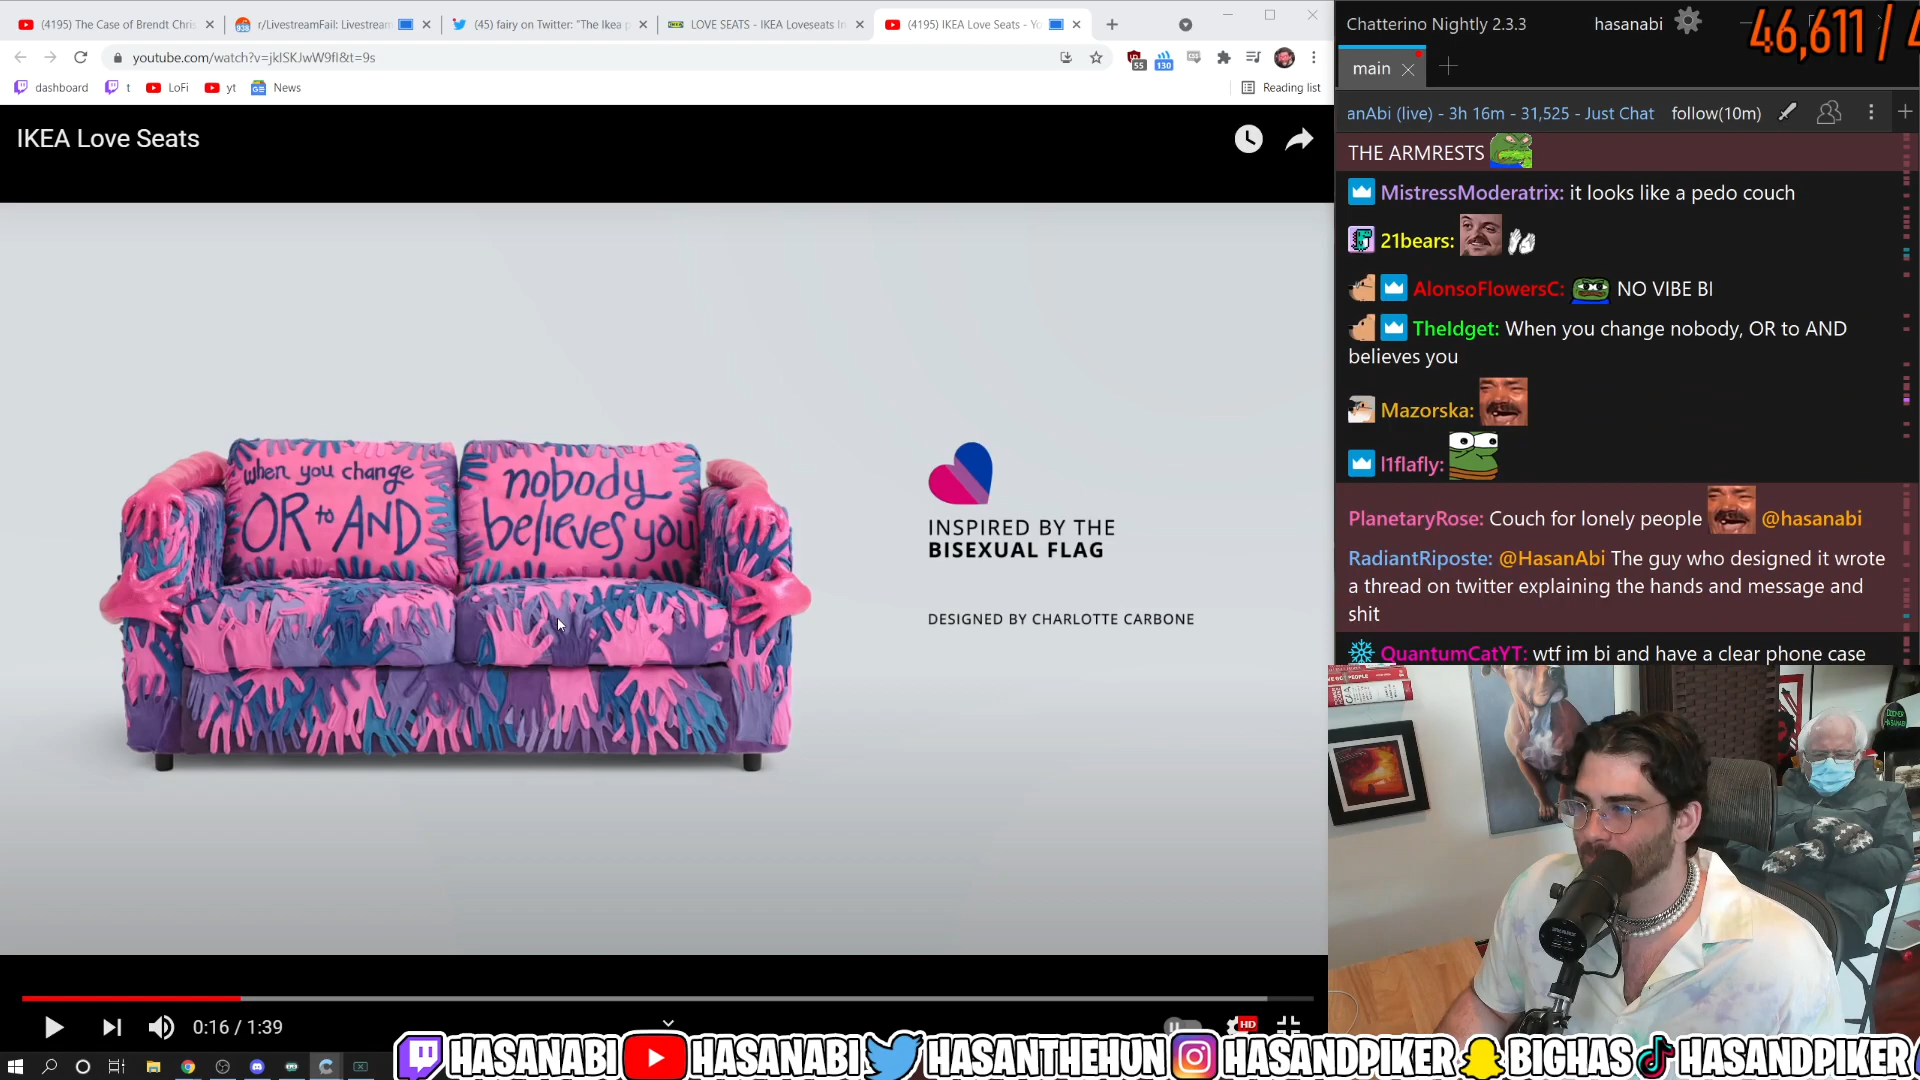 (4195) The Case of Brendt Chris
r/LivestreamFail: Livestream
(45) fairy on Twitter: "The Ikea p
LOVE SEATS - IKEA Loveseats In
(4195) IKEA Love Seats - Yo
youtube.com/watch?v=jkISKJwW9fI&t=9s
55
130
dashboard
t
LoFi
yt
News
Reading list
IKEA Love Seats
when you change
OR to AND
nobody
believes you
INSPIRED BY THE
BISEXUAL FLAG
DESIGNED BY CHARLOTTE CARBONE
0:16 / 1:39
HD
Chatterino Nightly 2.3.3
hasanabi
46,611 / 4
main
anAbi (live) - 3h 16m - 31,525 - Just Chat
follow(10m)
THE ARMRESTS
MistressModeratrix: it looks like a pedo couch
21bears:
AlonsoFlowersC: NO VIBE BI
TheIdget: When you change nobody, OR to AND
believes you
Mazorska:
l1flafly:
PlanetaryRose: Couch for lonely people @hasanabi
RadiantRiposte: @HasanAbi The guy who designed it wrote
a thread on twitter explaining the hands and message and
shit
QuantumCatYT: wtf im bi and have a clear phone case
HASANABI
HASANABI
HASANTHEHUN
HASANDPIKER
BIGHAS
HASANDPIKER